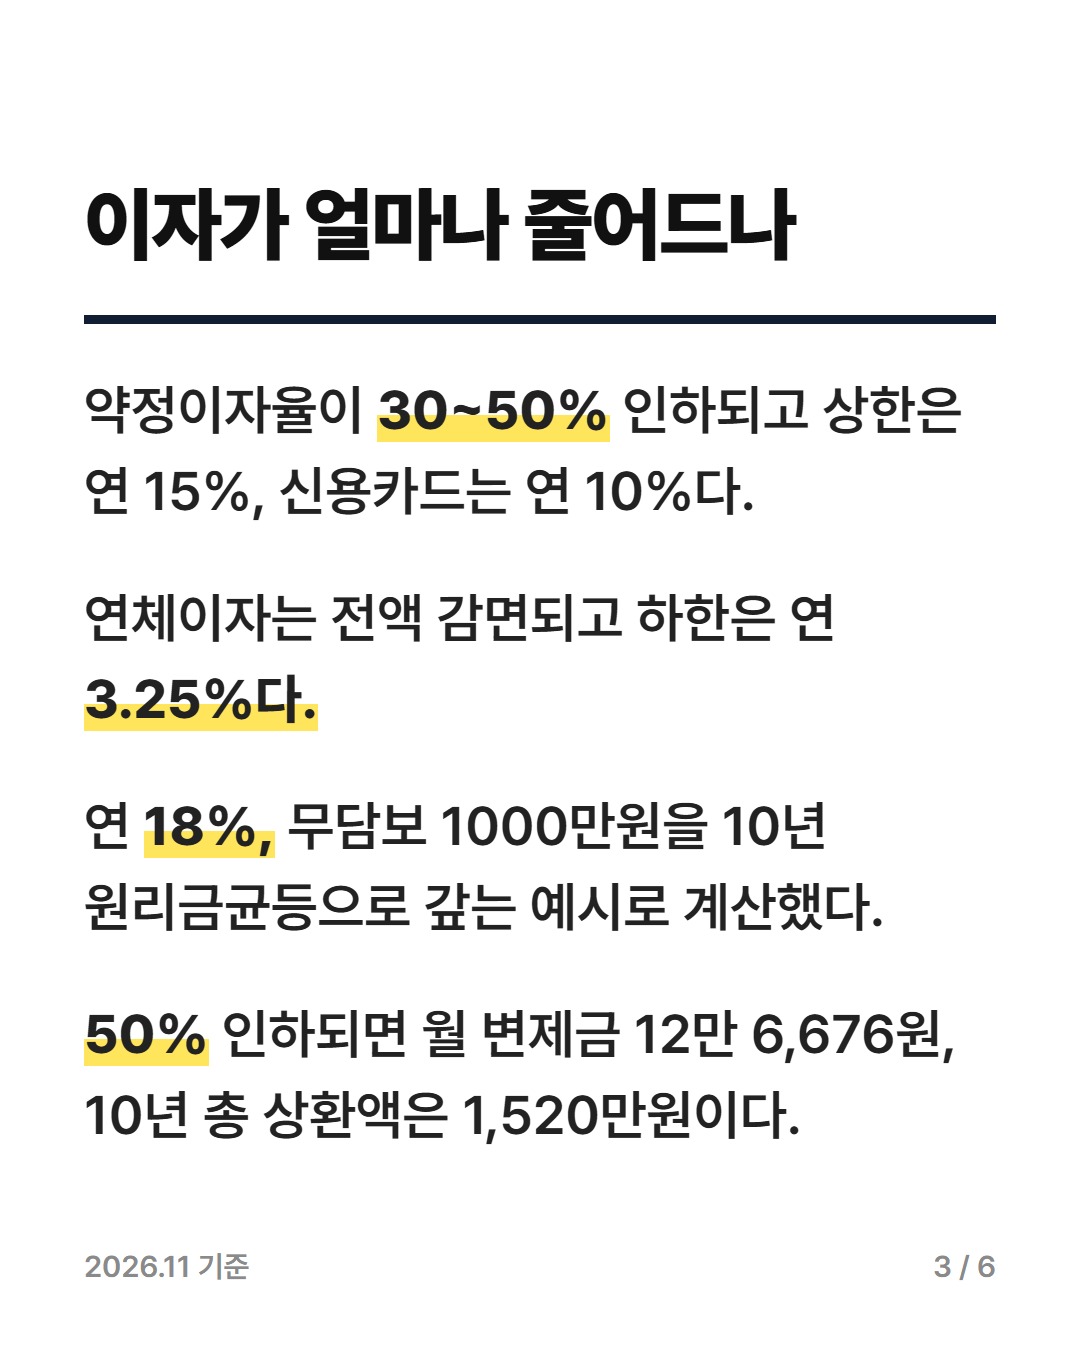 이자가 얼마나 줄어드나
약정이자율이 30~50% 인하되고 상한은
연 15%, 신용카드는 연 10%다.
연체이자는 전액 감면되고 하한은 연
3.25%다.
연 18%, 무담보 1000만원을 10년
원리금균등으로 갚는 예시로 계산했다.
50% 인하되면 월 변제금 12만 6,676원,
10년 총 상환액은 1,520만원이다.
2026.11 기준
3 / 6